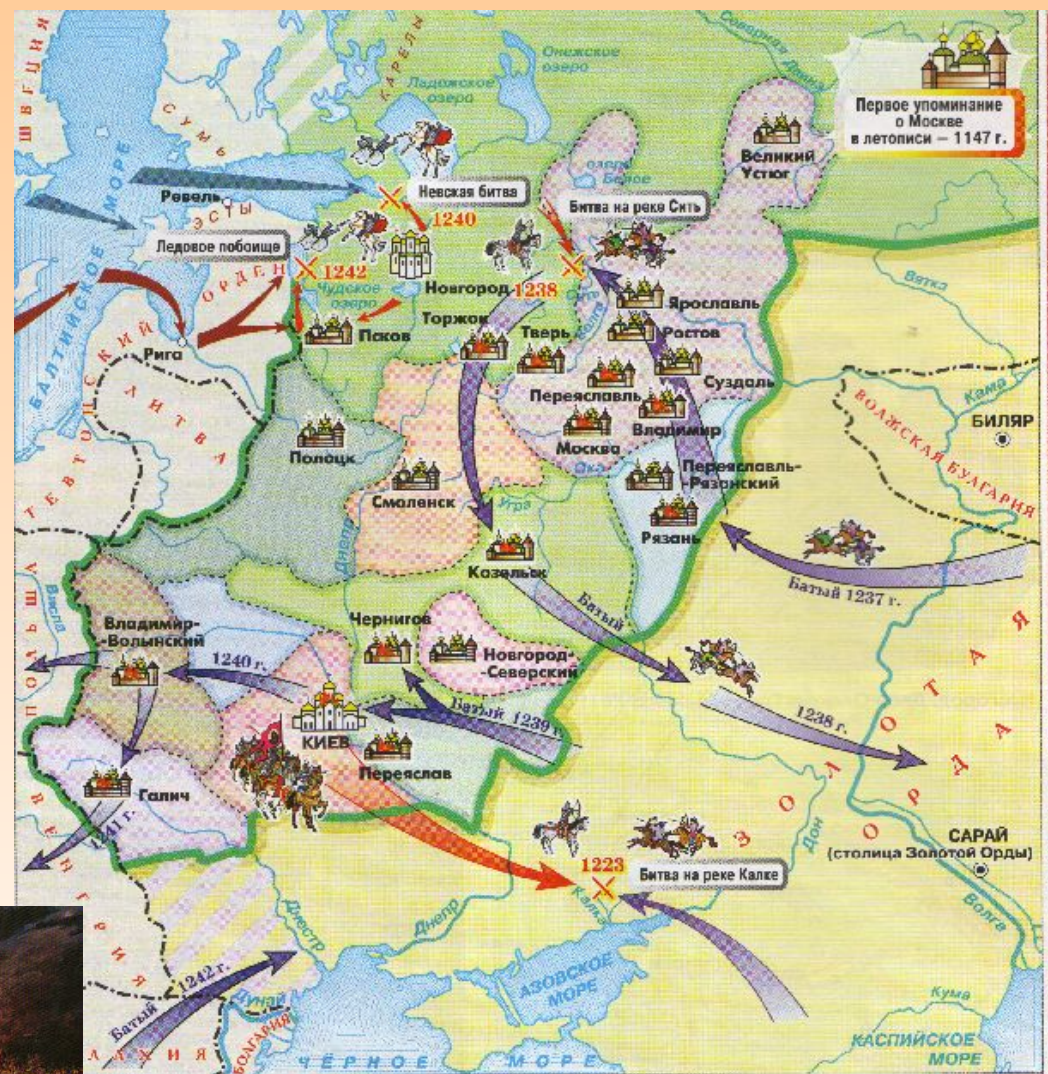 ШВЕЦИЯ
СУМЬ
КАРЕЛЫ
Ладожское
озеро
Онежское
озеро
Северная Двина
Первое упоминание
о Москве
в летописи — 1147 г.
Великий
Устюг
озеро
Белое
БАЛТИЙСКОЕ МОРЕ
Ревель
ЭСТЫ
Невская битва
1240
Битва на реке Сить
Ледовое побоище
1242
Чудское
озеро
ОРДЕН
Новгород
1238
Псков
Торжок
Тверь
Волга
Ярославль
Ростов
Суздаль
Вятка
Рига
ТЕВТОНСКИЙ
ЛИТВА
Переяславль
Москва
Владимир
Кама
БИЛЯР
ВОЛЖСКАЯ БУЛГАРИЯ
Полоцк
Смоленск
Ока
Угра
Переяславль-
-Рязанский
Рязань
Днепр
Козельск
Батый 1237 г.
Батый
1238 г.
ПОЛЬША
Висла
Владимир-
-Волынский
1240 г.
Чернигов
Новгород-
-Северский
КИЕВ
Батый 1239 г.
Переяслав
Галич
1241 г.
ВЕНГРИЯ
ЗОЛОТАЯ
ОРДА
Дон
САРАЙ
(столица Золотой Орды)
Волга
1223
Битва на реке Калке
Калка
Днепр
Днестр
Батый 1242 г.
Дунай
БОЛГАРИЯ
АЗОВСКОЕ
МОРЕ
Кума
КАСПИЙСКОЕ
МОРЕ
ЧЁРНОЕ МОРЕ